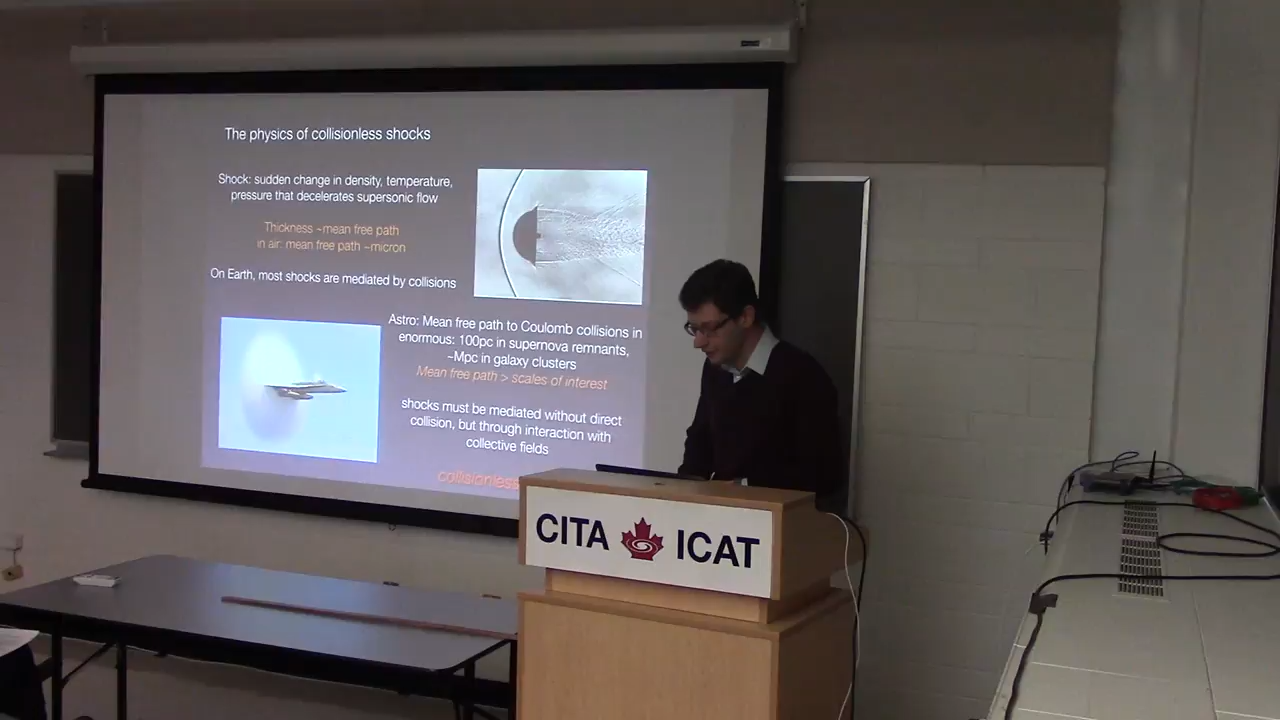 The physics of collisionless shocks
Shock: sudden change in density, temperature,
pressure that decelerates supersonic flow
Thickness ~mean free path
in air: mean free path ~micron
On Earth, most shocks are mediated by collisions
Astro: Mean free path to Coulomb collisions in
enormous: 100pc in supernova remnants,
~Mpc in galaxy clusters
Mean free path > scales of interest
shocks must be mediated without direct
collision, but through interaction with
collective fields
collisionless
CITA ICAT